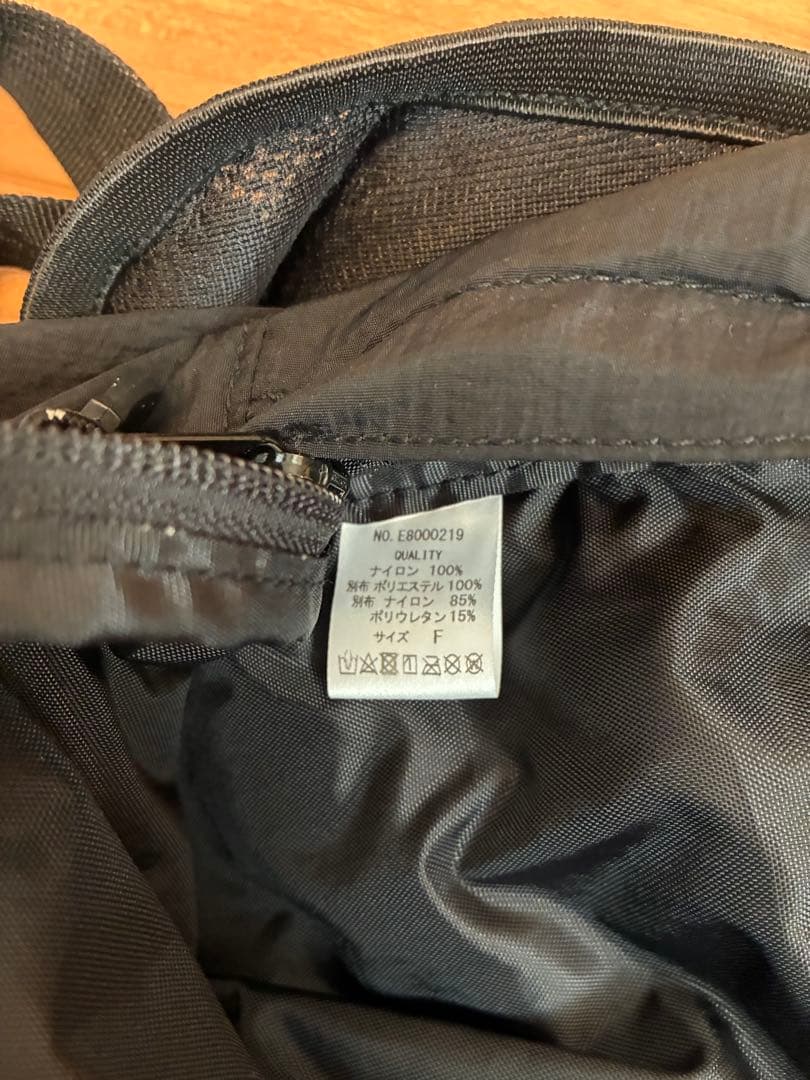 NO. E8000219
QUALITY
ナイロン 100%
別布 ポリエステル 100%
別布 ナイロン 85%
ポリウレタン 15%
サイズ F